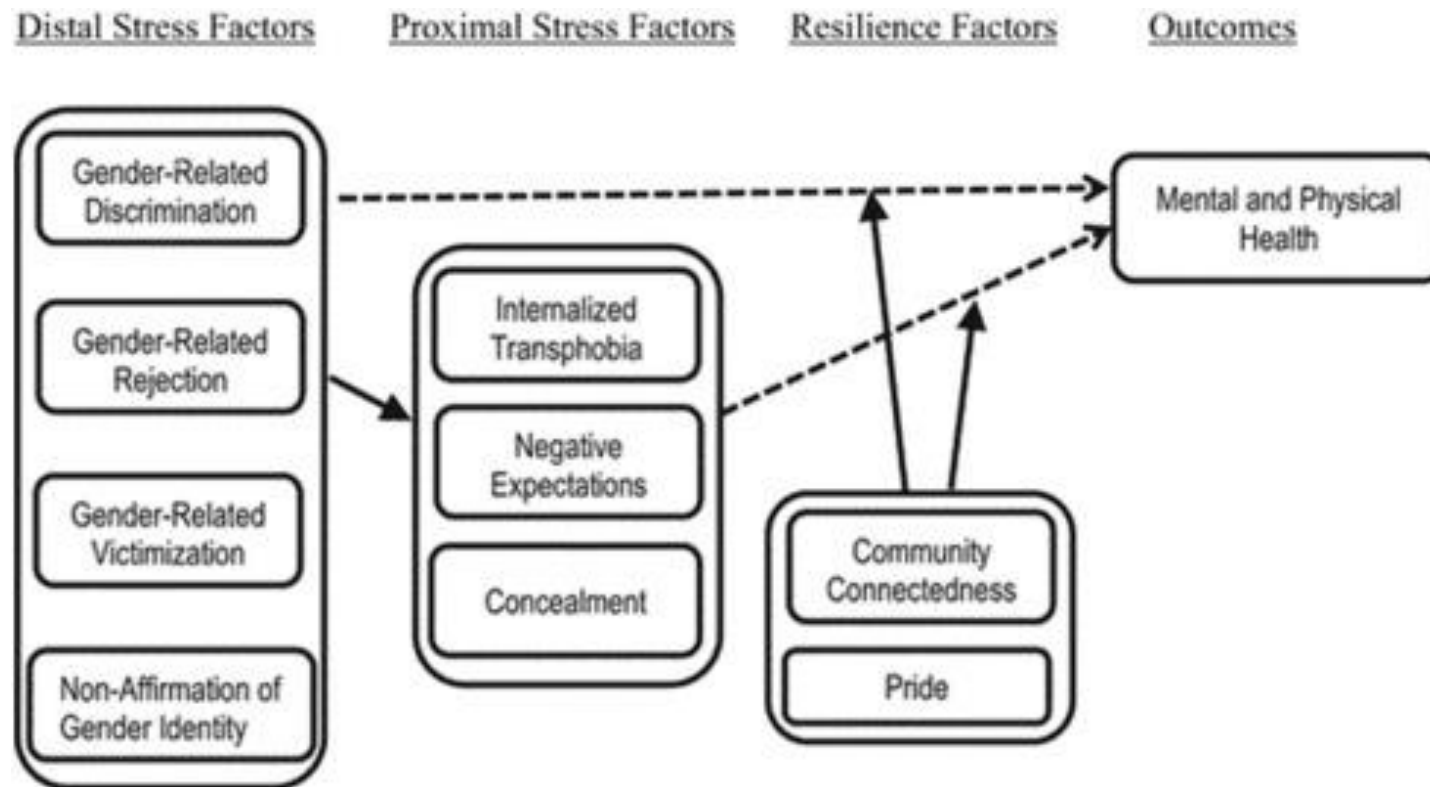 Distal Stress Factors
Proximal Stress Factors
Resilience Factors
Outcomes
Gender-Related
Discrimination
Gender-Related
Rejection
Gender-Related
Victimization
Non-Affirmation of
Gender Identity
Internalized
Transphobia
Negative
Expectations
Concealment
Community
Connectedness
Pride
Mental and Physical
Health